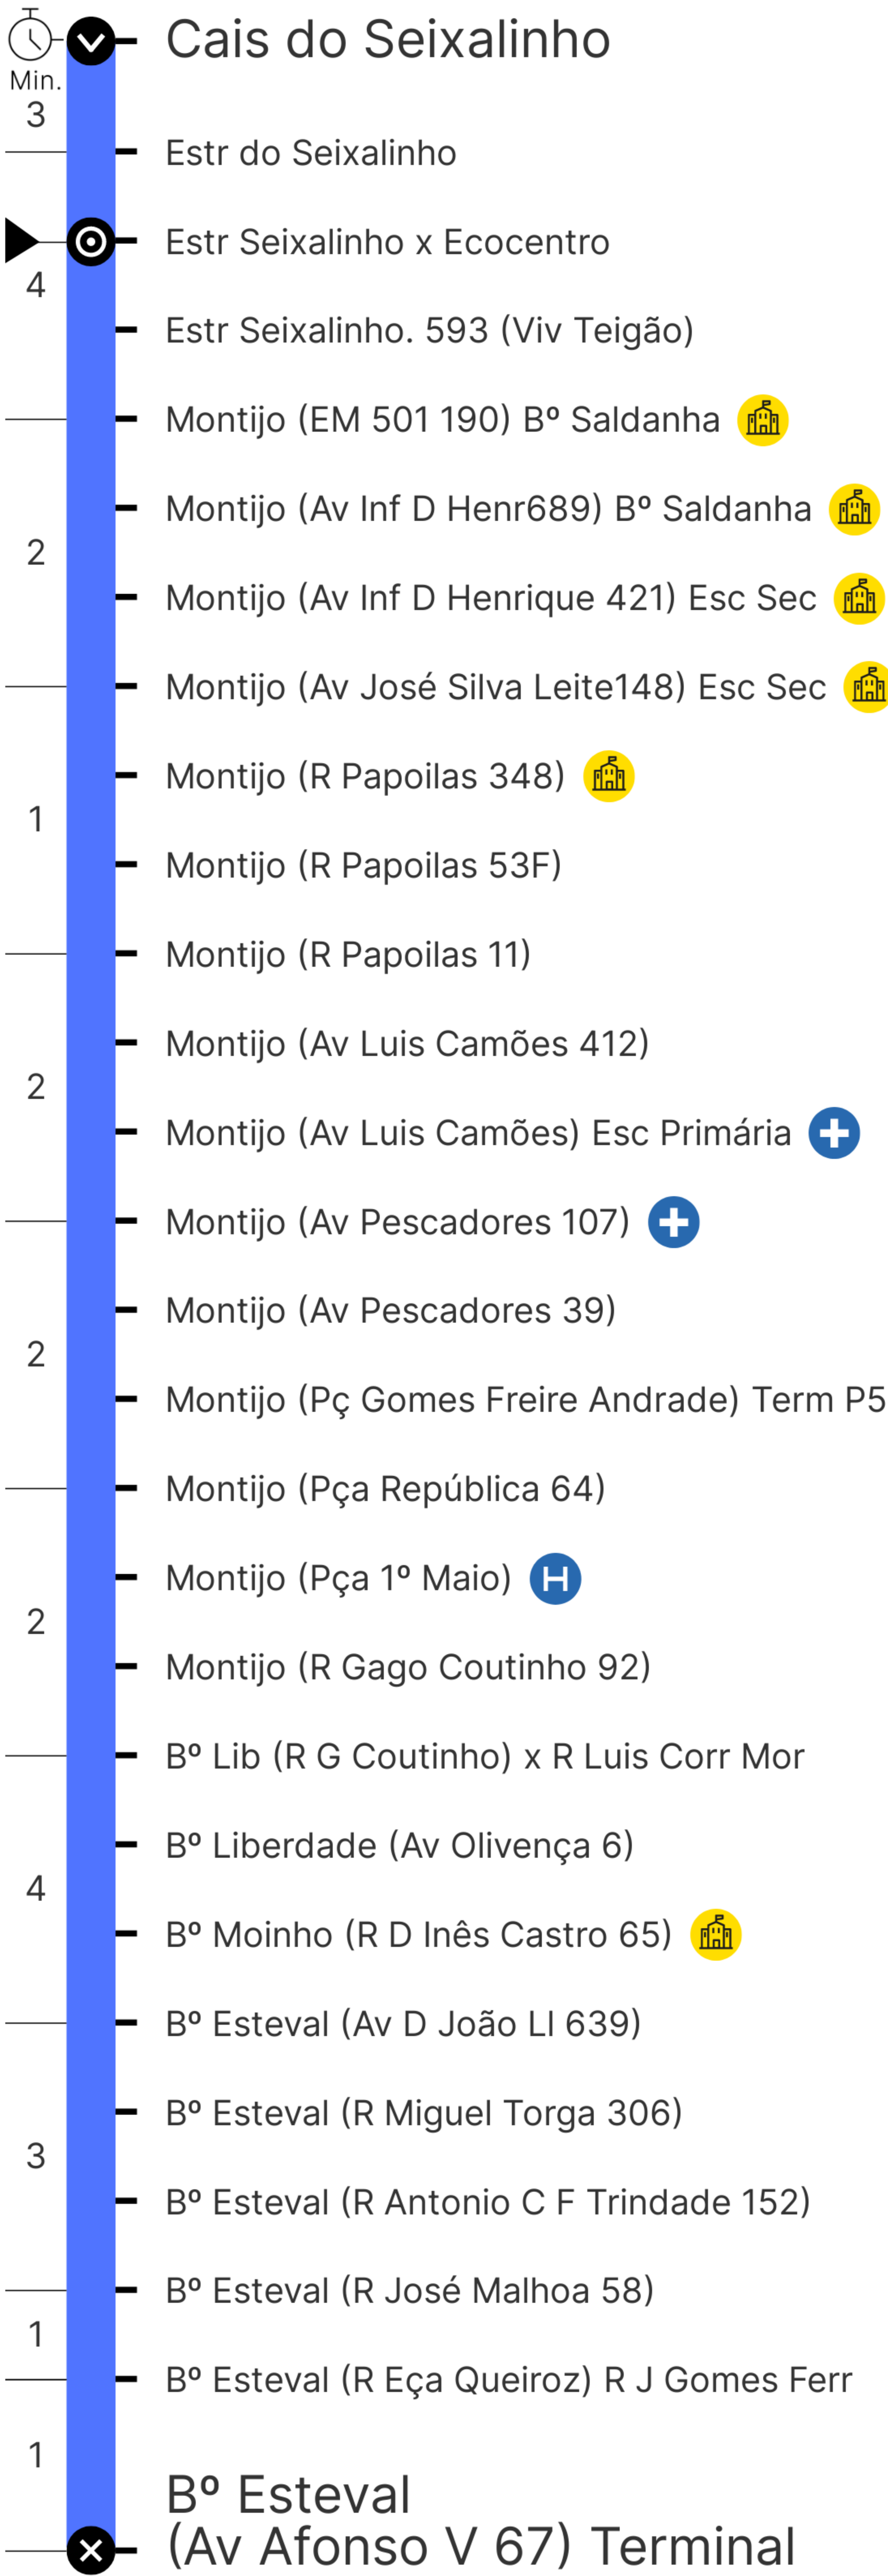 Cais do Seixalinho
Min.
3
Estr do Seixalinho
Estr Seixalinho x Ecocentro
4
Estr Seixalinho. 593 (Viv Teigão)
Montijo (EM 501 190) Bº Saldanha
Montijo (Av Inf D Henr689) Bº Saldanha
2
Montijo (Av Inf D Henrique 421) Esc Sec
Montijo (Av José Silva Leite148) Esc Sec
Montijo (R Papoilas 348)
1
Montijo (R Papoilas 53F)
Montijo (R Papoilas 11)
Montijo (Av Luis Camões 412)
2
Montijo (Av Luis Camões) Esc Primária
Montijo (Av Pescadores 107)
Montijo (Av Pescadores 39)
2
Montijo (Pç Gomes Freire Andrade) Term P5
Montijo (Pça República 64)
Montijo (Pça 1º Maio) H
2
Montijo (R Gago Coutinho 92)
Bº Lib (R G Coutinho) x R Luis Corr Mor
Bº Liberdade (Av Olivença 6)
4
Bº Moinho (R D Inês Castro 65)
Bº Esteval (Av D João LI 639)
Bº Esteval (R Miguel Torga 306)
3
Bº Esteval (R Antonio C F Trindade 152)
Bº Esteval (R José Malhoa 58)
1
Bº Esteval (R Eça Queiroz) R J Gomes Ferr
1
Bº Esteval
(Av Afonso V 67) Terminal